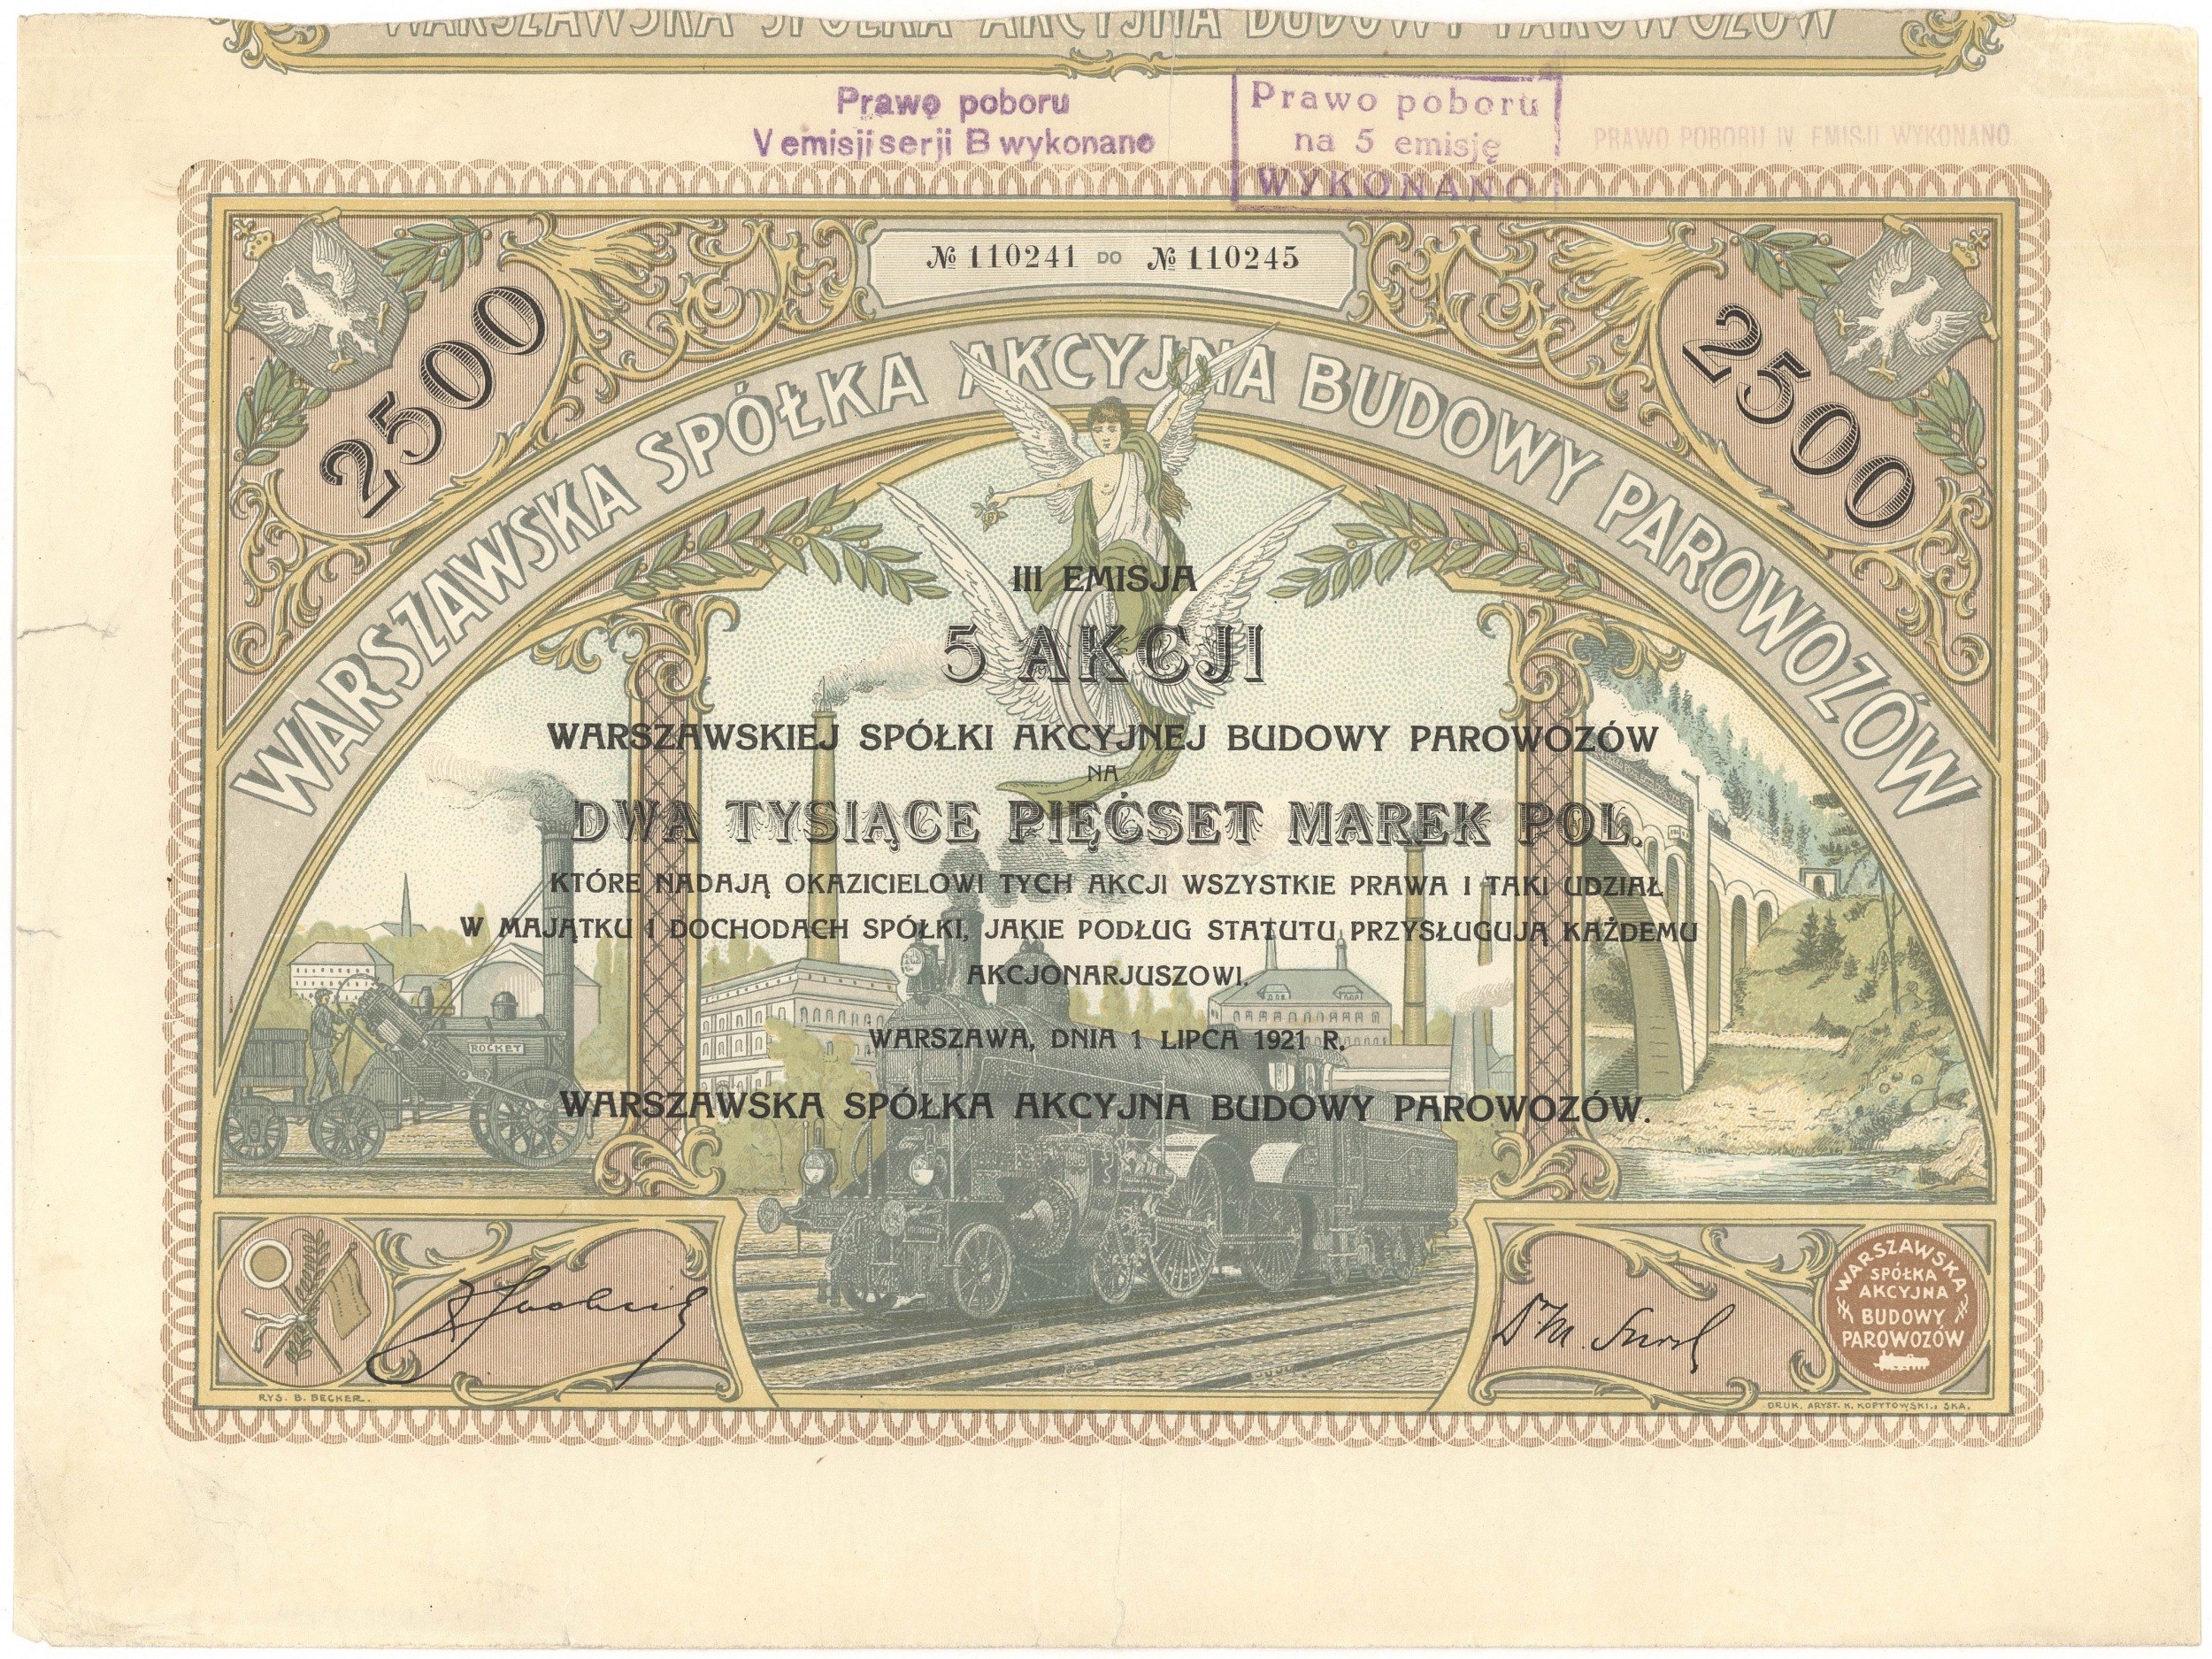 WARSZAWSKA SPÓŁKA AKCYJNA BUDOWY PAROWOZÓW
Prawo poboru
V emisji serji B wykonano
Prawo poboru
na 5 emisję
WYKONANO
PRAWO POBORU IV EMISJI WYKONANO
№ 110241 DO № 110245
2500
2500
WARSZAWSKA SPÓŁKA AKCYJNA BUDOWY PAROWOZÓW
III EMISJA
5 AKCJI
WARSZAWSKIEJ SPÓŁKI AKCYJNEJ BUDOWY PAROWOZÓW
NA
DWA TYSIĄCE PIĘĆSET MAREK POL.
KTÓRE NADAJĄ OKAZICIELOWI TYCH AKCJI WSZYSTKIE PRAWA I TAKI UDZIAŁ
W MAJĄTKU I DOCHODACH SPÓŁKI, JAKIE PODŁUG STATUTU PRZYSŁUGUJĄ KAŻDEMU
AKCJONARJUSZOWI.
WARSZAWA, DNIA 1 LIPCA 1921 R.
WARSZAWSKA SPÓŁKA AKCYJNA BUDOWY PAROWOZÓW.
ROCKET
Dr M.
WARSZAWSKA
SPÓŁKA
AKCYJNA
BUDOWY
PAROWOZÓW
RYS. B. BECKER.
DRUK. ARYST. K. KOPYTOWSKI i SKA.